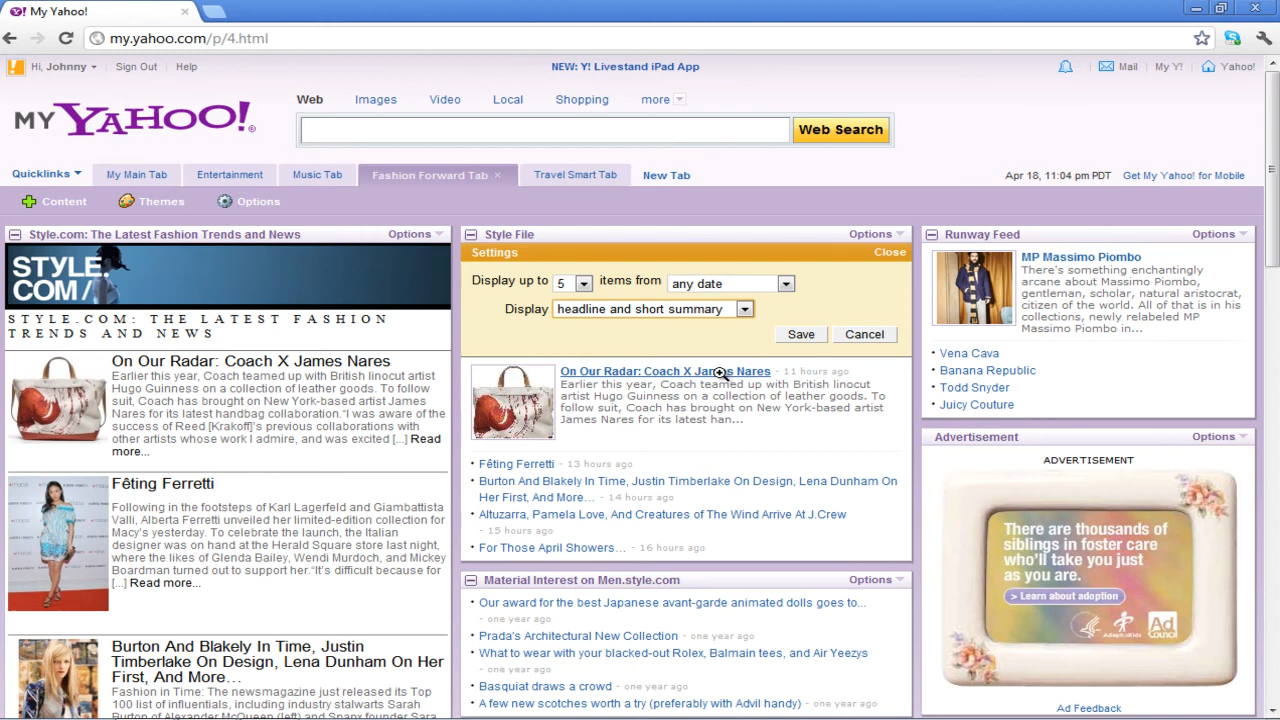 My Yahoo!
my.yahoo.com/p/4.html
Hi, Johnny
Sign Out
Help
NEW: Y! Livestand iPad App
Mail
My Y!
Yahoo!
MY YAHOO!
Web
Images
Video
Local
Shopping
more
Web Search
Quicklinks
My Main Tab
Entertainment
Music Tab
Fashion Forward Tab
Travel Smart Tab
New Tab
Apr 18, 11:04 pm PDT
Get My Yahoo! for Mobile
Content
Themes
Options
Style.com: The Latest Fashion Trends and News
Options
STYLE.
COM/
STYLE.COM: THE LATEST FASHION
TRENDS AND NEWS
On Our Radar: Coach X James Nares
Earlier this year, Coach teamed up with British linocut
artist Hugo Guinness on a collection of leather goods. To follow
suit, Coach has brought on New York-based artist James
Nares for its latest handbag collaboration."I was aware of the
success of Reed [Krakoff]'s previous collaborations with
other artists whose work I admire, and was excited [...] Read
more...
Fêting Ferretti
Following in the footsteps of Karl Lagerfeld and Giambattista
Valli, Alberta Ferretti unveiled her limited-edition collection for
Macy's yesterday. To celebrate the launch, the Italian
designer was on hand at the Herald Square store last night,
where the likes of Glenda Bailey, Wendi Murdoch, and Mickey
Boardman turned out to support her."It's difficult because for
[...] Read more...
Burton And Blakely In Time, Justin
Timberlake On Design, Lena Dunham On Her
First, And More...
Fashion in Time: The newsmagazine just released its Top
100 list of influentials, including industry stalwarts Sarah
Burton of Alexander McQueen (left) and Spanx founder Sara
Style File
Options
Settings
Close
Display up to 5 items from any date
Display headline and short summary
Save
Cancel
On Our Radar: Coach X James Nares - 11 hours ago
Earlier this year, Coach teamed up with British linocut
artist Hugo Guinness on a collection of leather goods. To
follow suit, Coach has brought on New York-based artist
James Nares for its latest han...
Fêting Ferretti - 13 hours ago
Burton And Blakely In Time, Justin Timberlake On Design, Lena Dunham On
Her First, And More... - 14 hours ago
Altuzarra, Pamela Love, And Creatures of The Wind Arrive At J.Crew
- 15 hours ago
For Those April Showers... - 16 hours ago
Material Interest on Men.style.com
Options
Our award for the best Japanese avant-garde animated dolls goes to...
- one year ago
Prada's Architectural New Collection - one year ago
What to wear with your blacked-out Rolex, Balmain tees, and Air Yeezys
- one year ago
Basquiat draws a crowd - one year ago
A few new scotches worth a try (preferably with Advil handy) - one year ago
Runway Feed
Options
MP Massimo Piombo
There's something enchantingly
arcane about Massimo Piombo,
gentleman, scholar, natural aristocrat,
citizen of the world. All of that is in his
collections, newly relabeled MP
Massimo Piombo in...
Vena Cava
Banana Republic
Todd Snyder
Juicy Couture
Advertisement
Options
ADVERTISEMENT
There are thousands of
siblings in foster care
who'll take you just
as you are.
> Learn about adoption
AdoptUsKids
Ad
Council
Ad Feedback